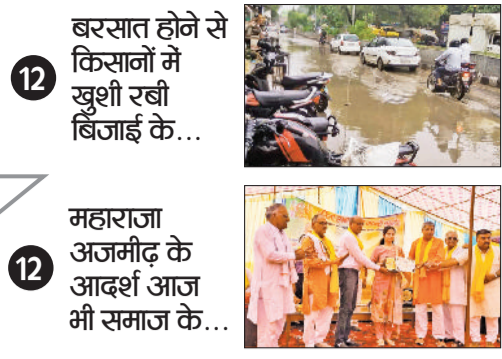 12
बरसात होने से
किसानों में
खुशी रबी
बिजाई के...
12
महाराजा
अजमीढ़ के
आदर्श आज
भी समाज के...